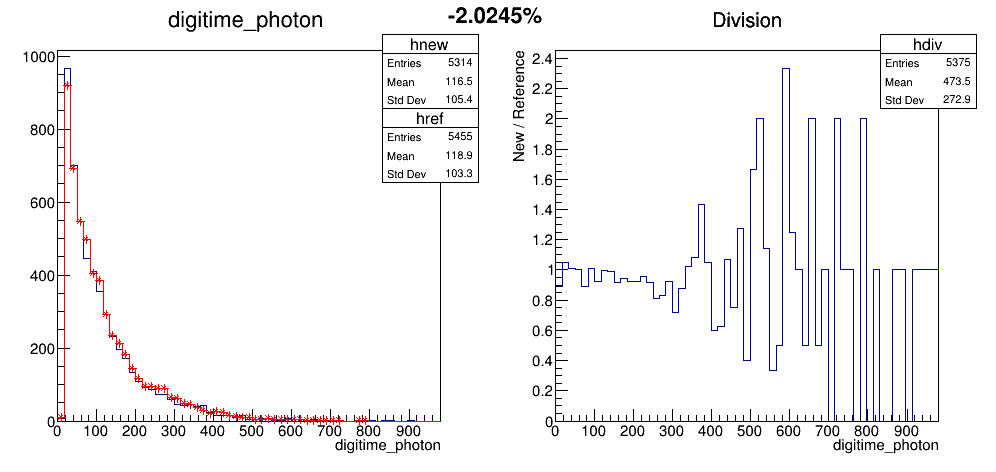 -2.0245%
digitime_photon
hnew
Entries 5314
Mean 116.5
Std Dev 105.4
href
Entries 5455
Mean 118.9
Std Dev 103.3
1000
800
600
400
200
0
0 100 200 300 400 500 600 700 800 900
digitime_photon
Division
hdiv
Entries 5375
Mean 473.5
Std Dev 272.9
New / Reference
2.4
2.2
2
1.8
1.6
1.4
1.2
1
0.8
0.6
0.4
0.2
0
0 100 200 300 400 500 600 700 800 900
digitime_photon